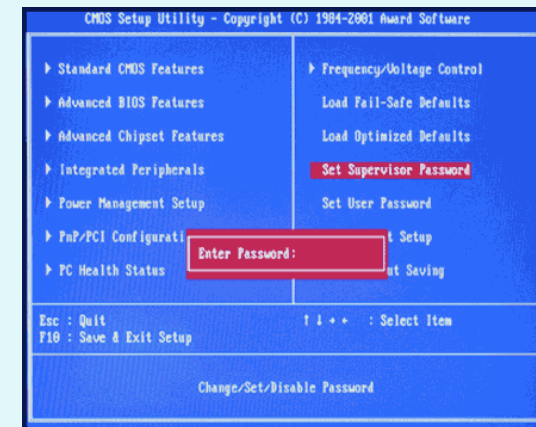 CMOS Setup Utility - Copyright (C) 1984-2001 Award Software
▶ Standard CMOS Features
▶ Advanced BIOS Features
▶ Advanced Chipset Features
▶ Integrated Peripherals
▶ Power Management Setup
▶ PnP/PCI Configurati
▶ PC Health Status
▶ Frequency/Voltage Control
Load Fail-Safe Defaults
Load Optimized Defaults
Set Supervisor Password
Set User Password
t Setup
ut Saving
Enter Password:
Esc : Quit
F10 : Save & Exit Setup
↑ ↓ → ← : Select Item
Change/Set/Disable Password